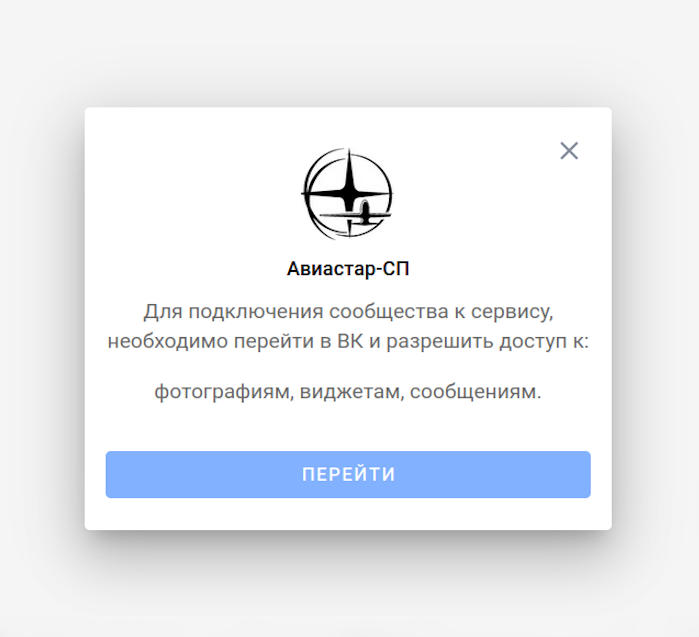 Авиастар-СП
Для подключения сообщества к сервису,
необходимо перейти в ВК и разрешить доступ к:
фотографиям, виджетам, сообщениям.
ПЕРЕЙТИ